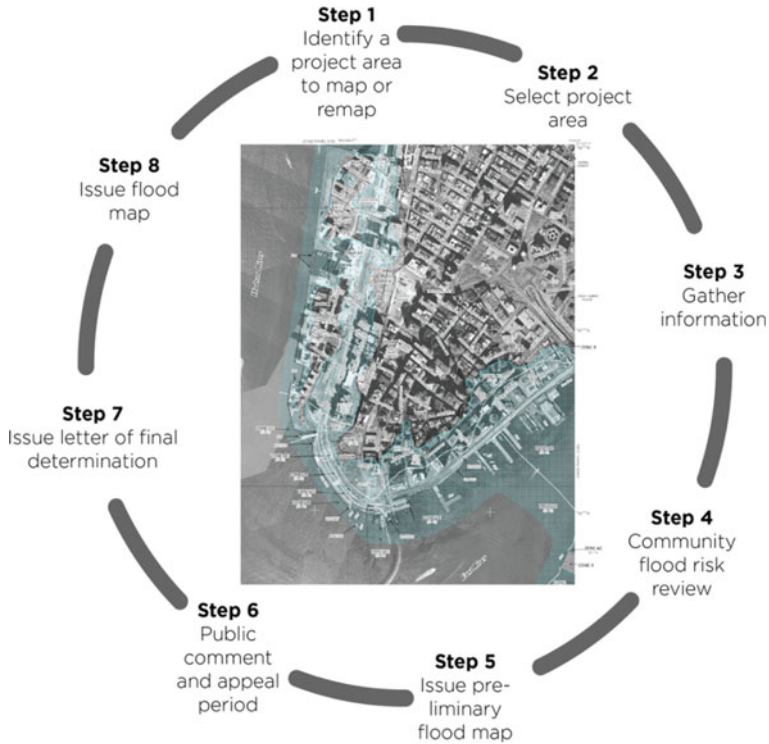 Step 1
Identify a
project area
to map or
remap
Step 2
Select project
area
Step 3
Gather
information
Step 4
Community
flood risk
review
Step 5
Issue pre-
liminary
flood map
Step 6
Public
comment
and appeal
period
Step 7
Issue letter of final
determination
Step 8
Issue flood
map